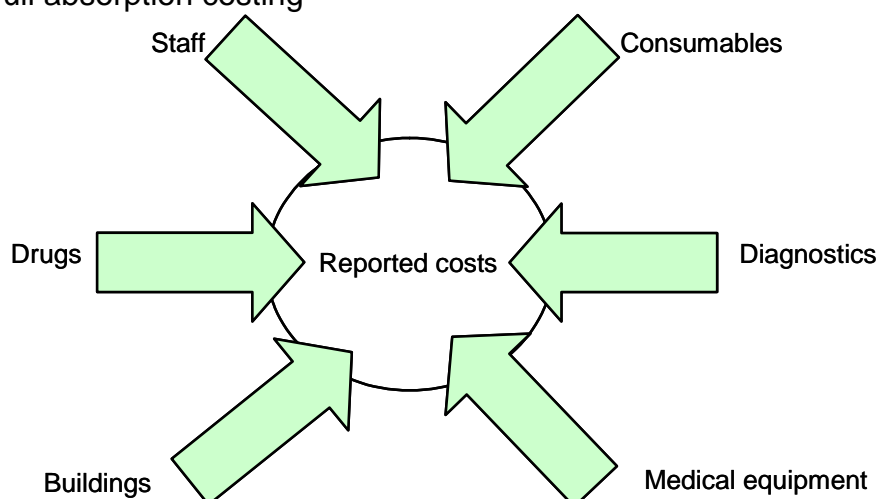 absorption costing
Staff
Consumables
Drugs
Reported costs
Diagnostics
Buildings
Medical equipment